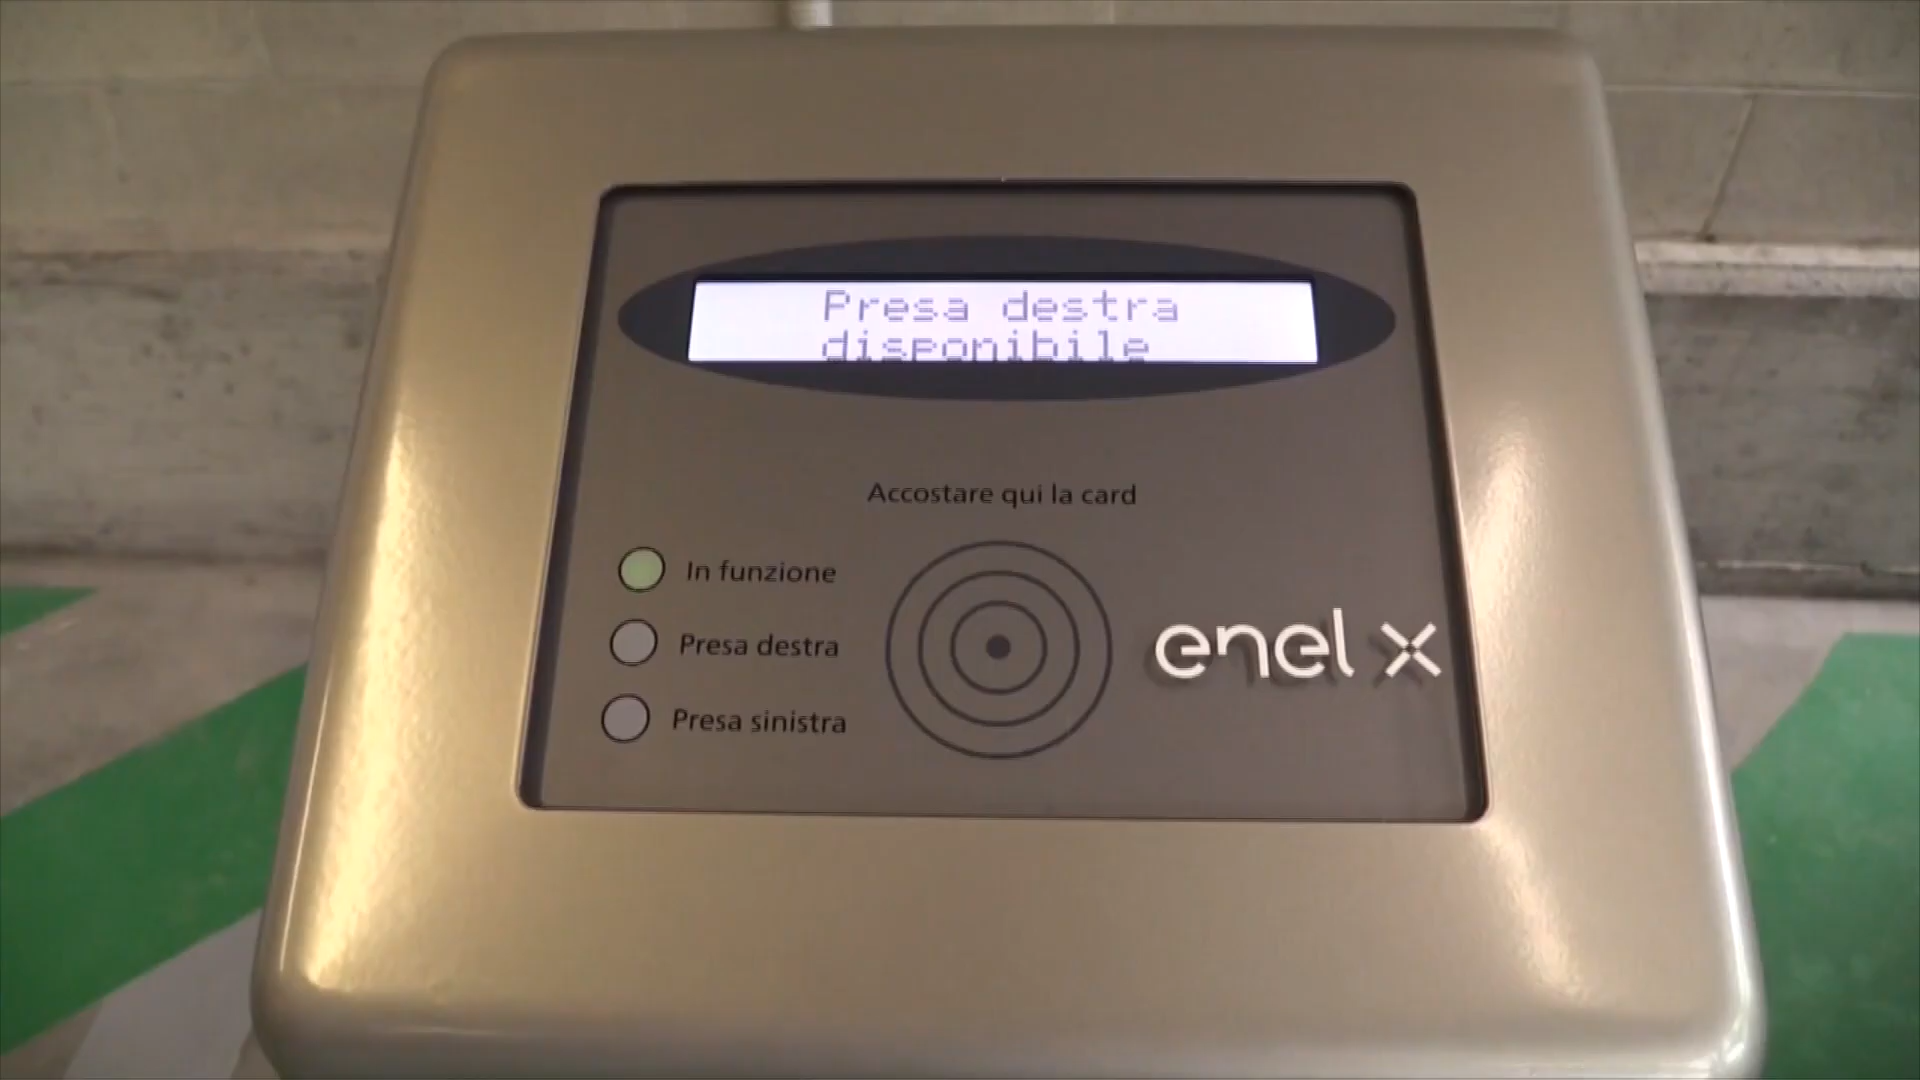 Presa destra
disponibile
Accostare qui la card
In funzione
Presa destra
Presa sinistra
enel x